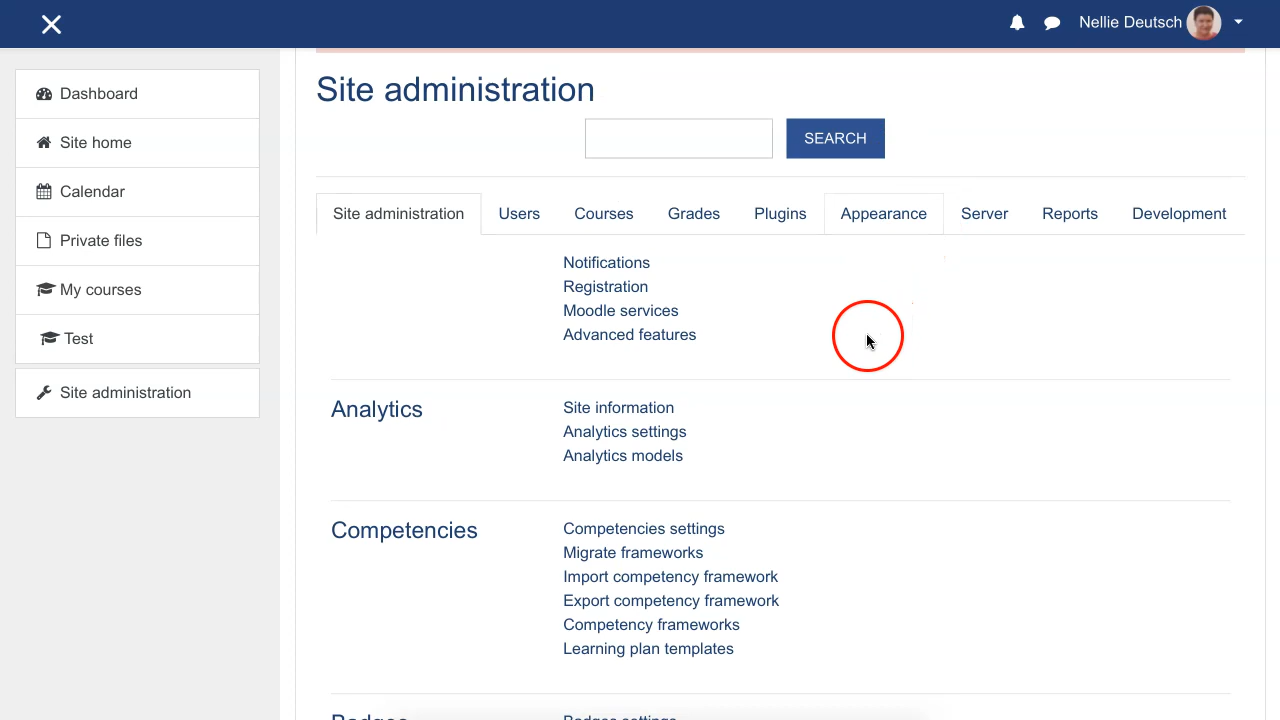 Nellie Deutsch
Dashboard
Site home
Calendar
Private files
My courses
Test
Site administration
Site administration
SEARCH
Site administration Users Courses Grades Plugins Appearance Server Reports Development
Notifications
Registration
Moodle services
Advanced features
Analytics
Site information
Analytics settings
Analytics models
Competencies
Competencies settings
Migrate frameworks
Import competency framework
Export competency framework
Competency frameworks
Learning plan templates
Badges
Badges settings